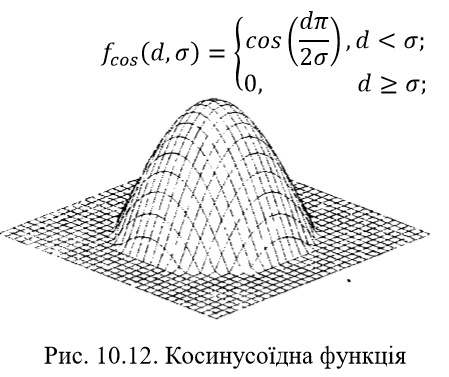 f_cos(d, σ) = { cos(dπ/2σ), d < σ;
0, d ≥ σ;
Рис. 10.12. Косинусоїдна функція